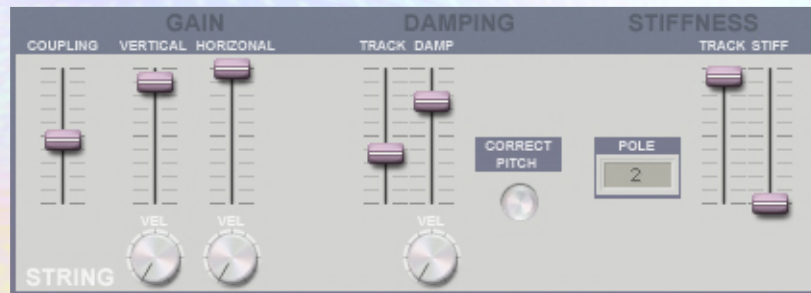 GAIN DAMPING STIFFNESS
COUPLING VERTICAL HORIZONAL TRACK DAMP TRACK STIFF
CORRECT
PITCH
POLE
2
VEL VEL VEL
STRING